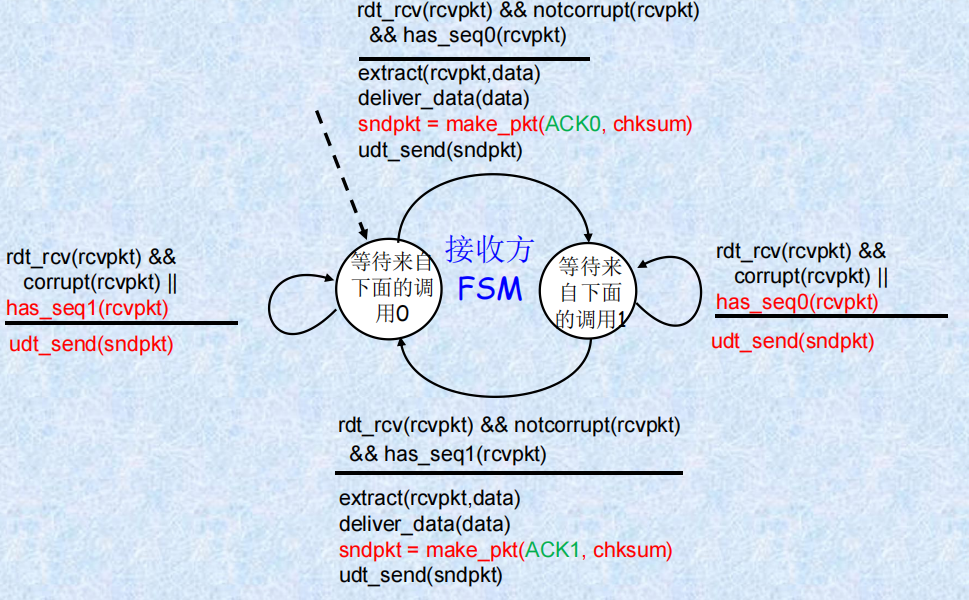 rdt_rcv(rcvpkt) && notcorrupt(rcvpkt)
&& has_seq0(rcvpkt)
extract(rcvpkt,data)
deliver_data(data)
sndpkt = make_pkt(ACK0, chksum)
udt_send(sndpkt)
rdt_rcv(rcvpkt) &&
corrupt(rcvpkt) ||
has_seq1(rcvpkt)
udt_send(sndpkt)
等待来自
下面的调
用0
接收方
FSM
等待来
自下面
的调用1
rdt_rcv(rcvpkt) &&
corrupt(rcvpkt) ||
has_seq0(rcvpkt)
udt_send(sndpkt)
rdt_rcv(rcvpkt) && notcorrupt(rcvpkt)
&& has_seq1(rcvpkt)
extract(rcvpkt,data)
deliver_data(data)
sndpkt = make_pkt(ACK1, chksum)
udt_send(sndpkt)